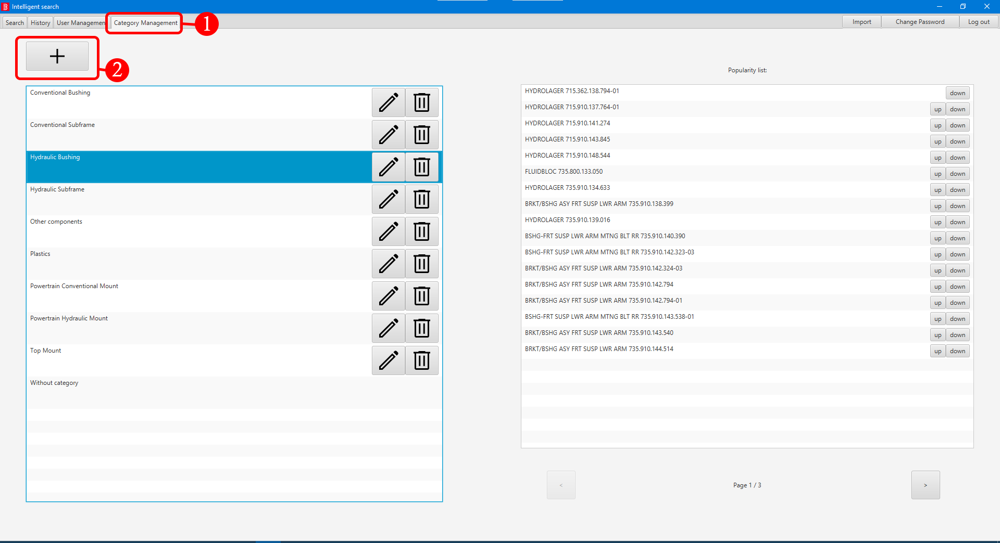 Intelligent search
Search History User Management Category Management 1 Import Change Password Log out
2
Popularity list:
Conventional Bushing
Conventional Subframe
Hydraulic Bushing
Hydraulic Subframe
Other components
Plastics
Powertrain Conventional Mount
Powertrain Hydraulic Mount
Top Mount
Without category
HYDROLAGER 715.362.138.794-01 down
HYDROLAGER 715.910.137.764-01 up down
HYDROLAGER 715.910.141.274 up down
HYDROLAGER 715.910.143.845 up down
HYDROLAGER 715.910.148.544 up down
FLUIDBLOC 735.800.133.050 up down
HYDROLAGER 735.910.134.633 up down
BRKT/BSHG ASY FRT SUSP LWR ARM 735.910.138.399 up down
HYDROLAGER 735.910.139.016 up down
BSHG-FRT SUSP LWR ARM MTNG BLT RR 735.910.140.390 up down
BSHG-FRT SUSP LWR ARM MTNG BLT RR 735.910.142.323-03 up down
BRKT/BSHG ASY FRT SUSP LWR ARM 735.910.142.324-03 up down
BRKT/BSHG ASY FRT SUSP LWR ARM 735.910.142.794 up down
BRKT/BSHG ASY FRT SUSP LWR ARM 735.910.142.794-01 up down
BSHG-FRT SUSP LWR ARM MTNG BLT RR 735.910.143.538-01 up down
BRKT/BSHG ASY FRT SUSP LWR ARM 735.910.143.540 up down
BRKT/BSHG ASY FRT SUSP LWR ARM 735.910.144.514 up down
< Page 1 / 3 >